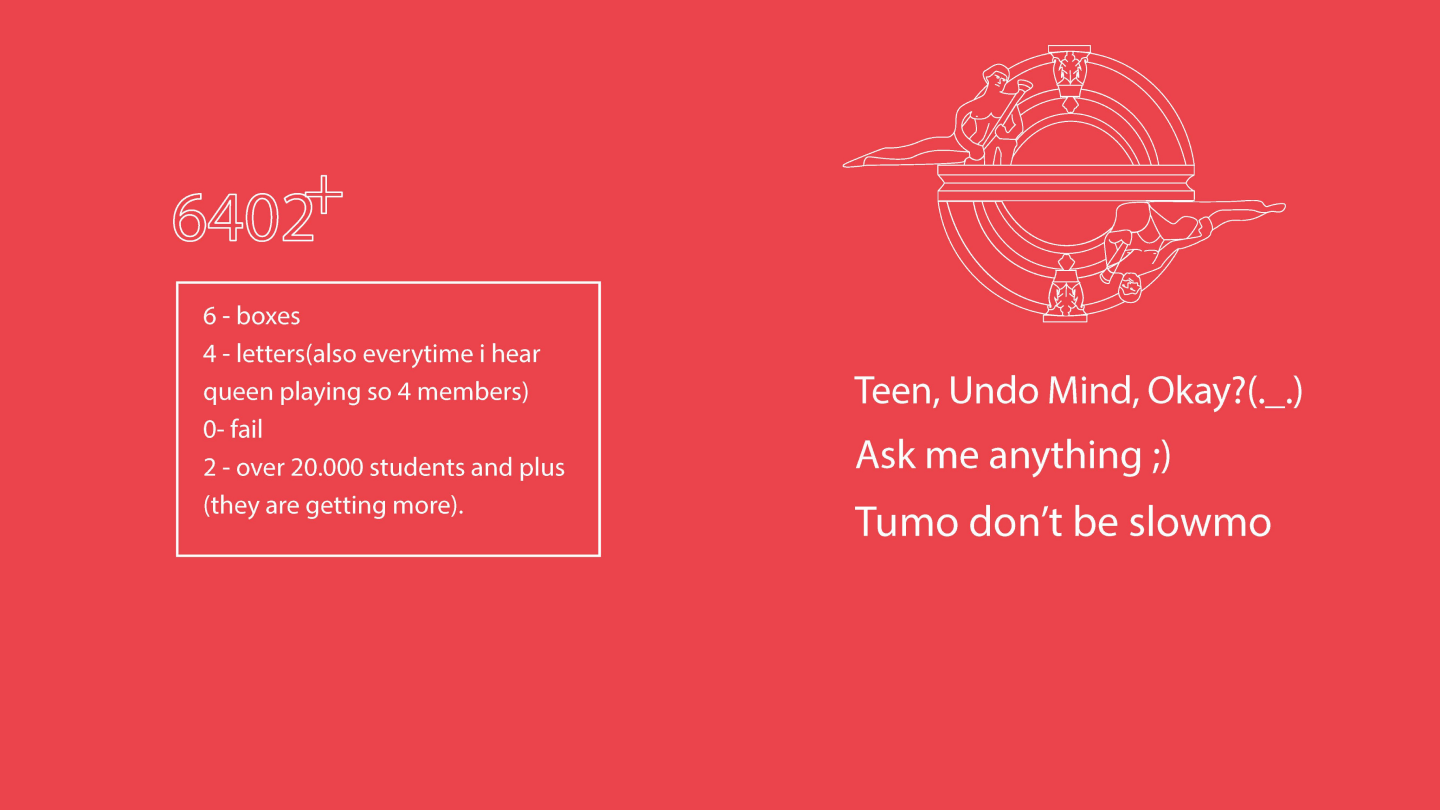 6402+
6 - boxes
4 - letters(also everytime i hear
queen playing so 4 members)
0- fail
2 - over 20.000 students and plus
(they are getting more).
Teen, Undo Mind, Okay?(._.)
Ask me anything ;)
Tumo don’t be slowmo